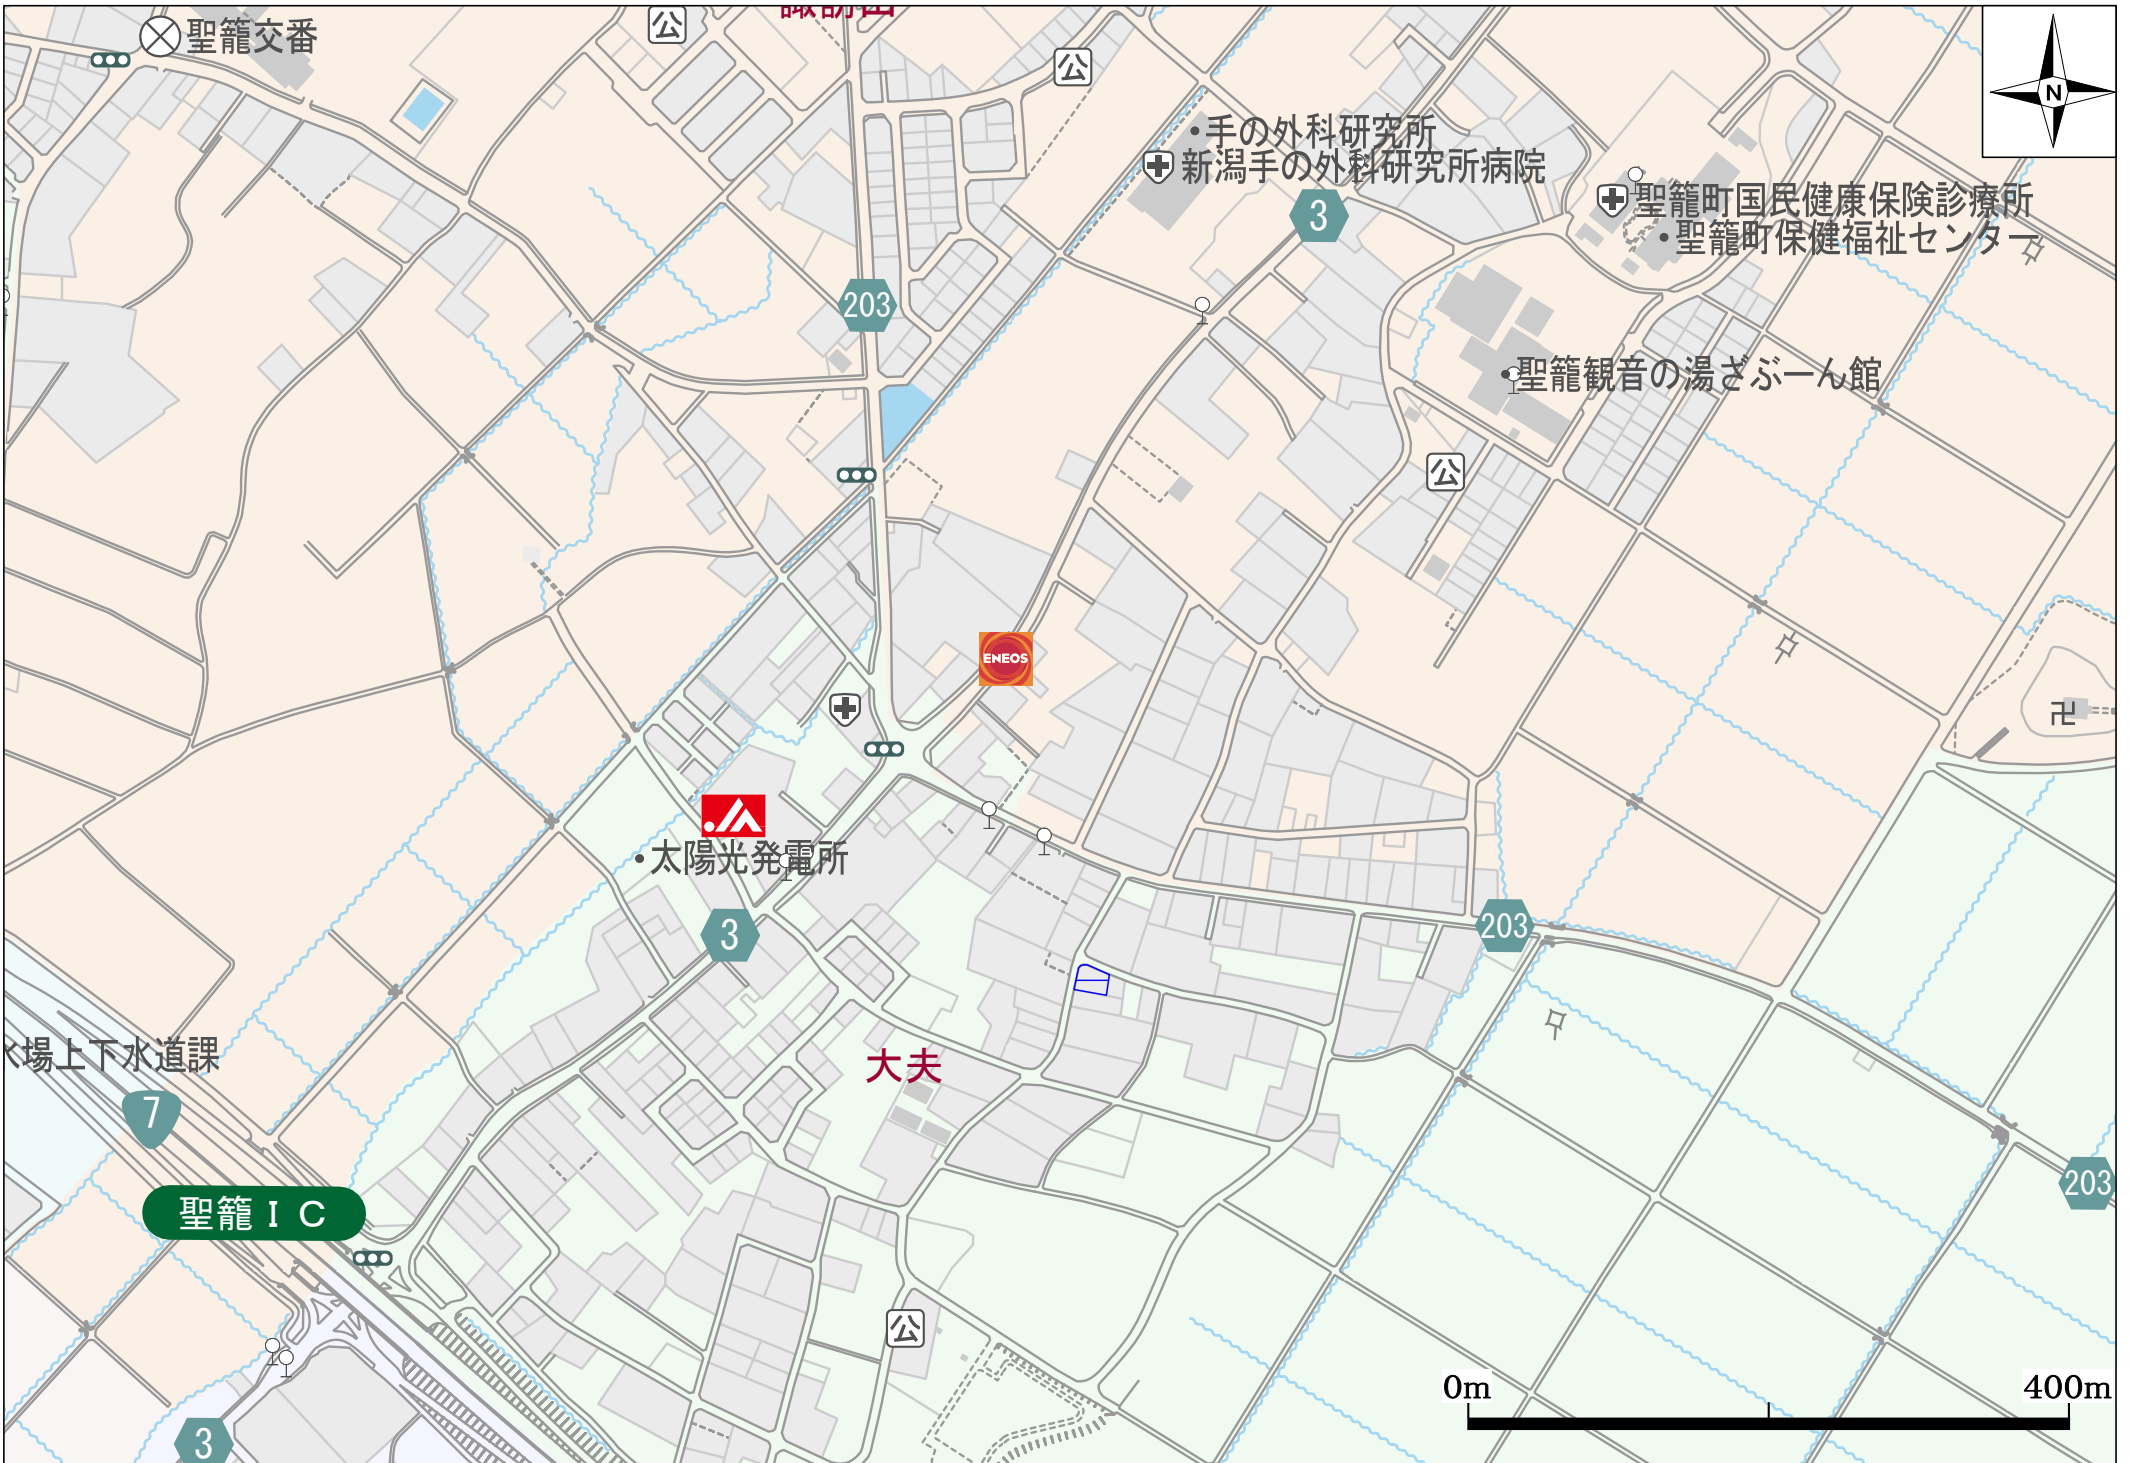 諏訪山
公
聖籠交番
公
N
手の外科研究所
新潟手の外科研究所病院
3
聖籠町国民健康保険診療所
聖籠町保健福祉センター
203
聖籠観音の湯ざぶーん館
公
ENEOS
卍
太陽光発電所
3
203
水場上下水道課
大夫
7
203
聖籠ＩＣ
公
0m
400m
3